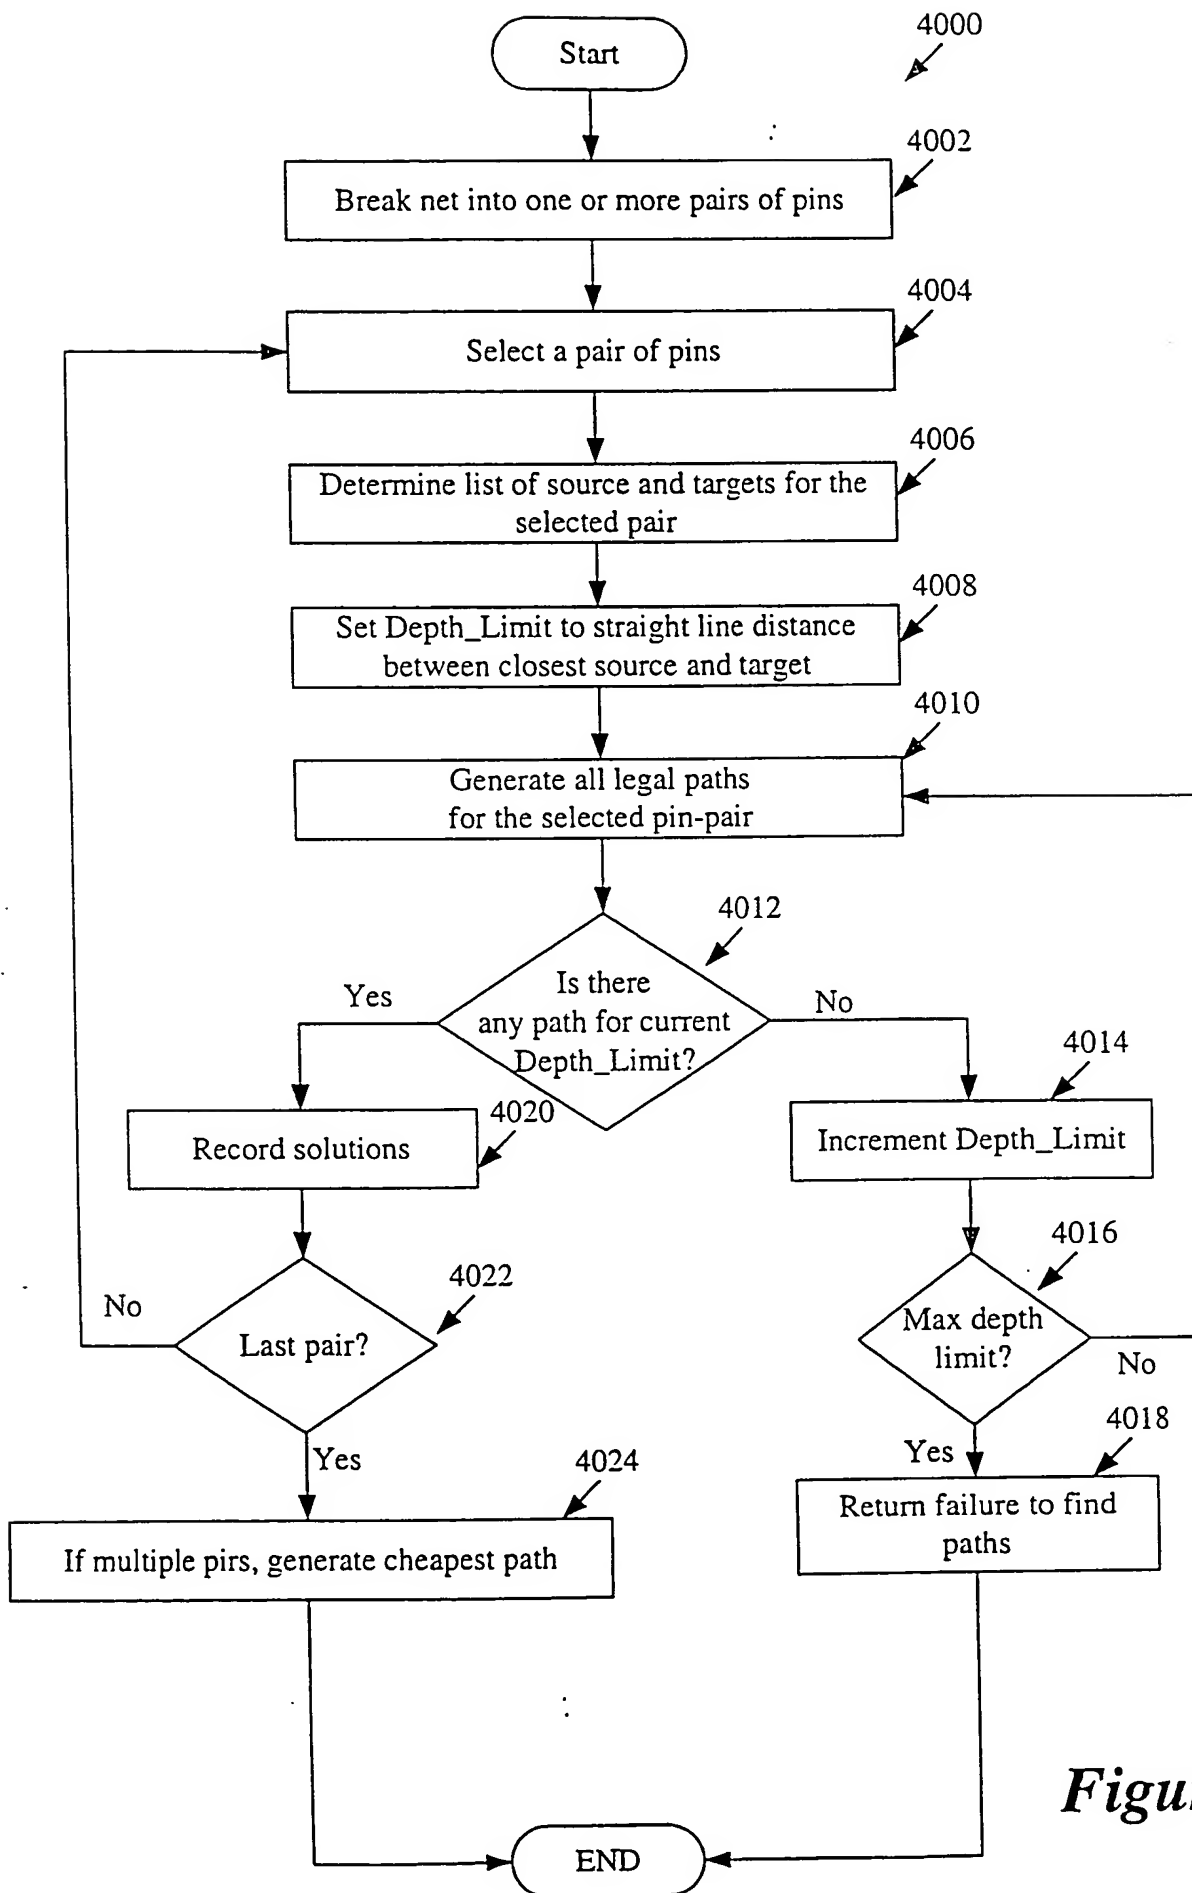 Start
4000
4002
Break net into one or more pairs of pins
4004
Select a pair of pins
4006
Determine list of source and targets for the
selected pair
4008
Set Depth_Limit to straight line distance
between closest source and target
4010
Generate all legal paths
for the selected pin-pair
4012
Is there
any path for current
Depth_Limit?
Yes
No
4014
Increment Depth_Limit
4020
Record solutions
4016
Max depth
limit?
No
4022
Last pair?
No
Yes
4018
Yes
Return failure to find
paths
4024
If multiple pirs, generate cheapest path
END